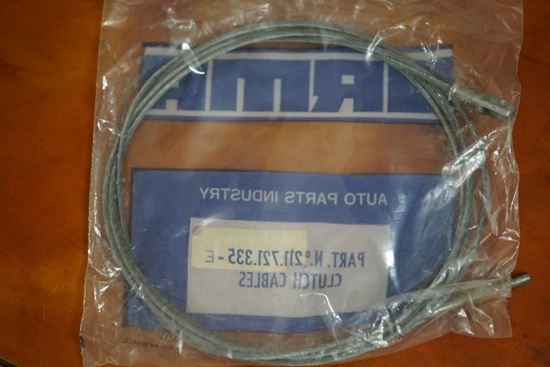 AUTO PARTS INDUSTRY
PART. N.º 211.721.335 - E
CLUTCH CABLES